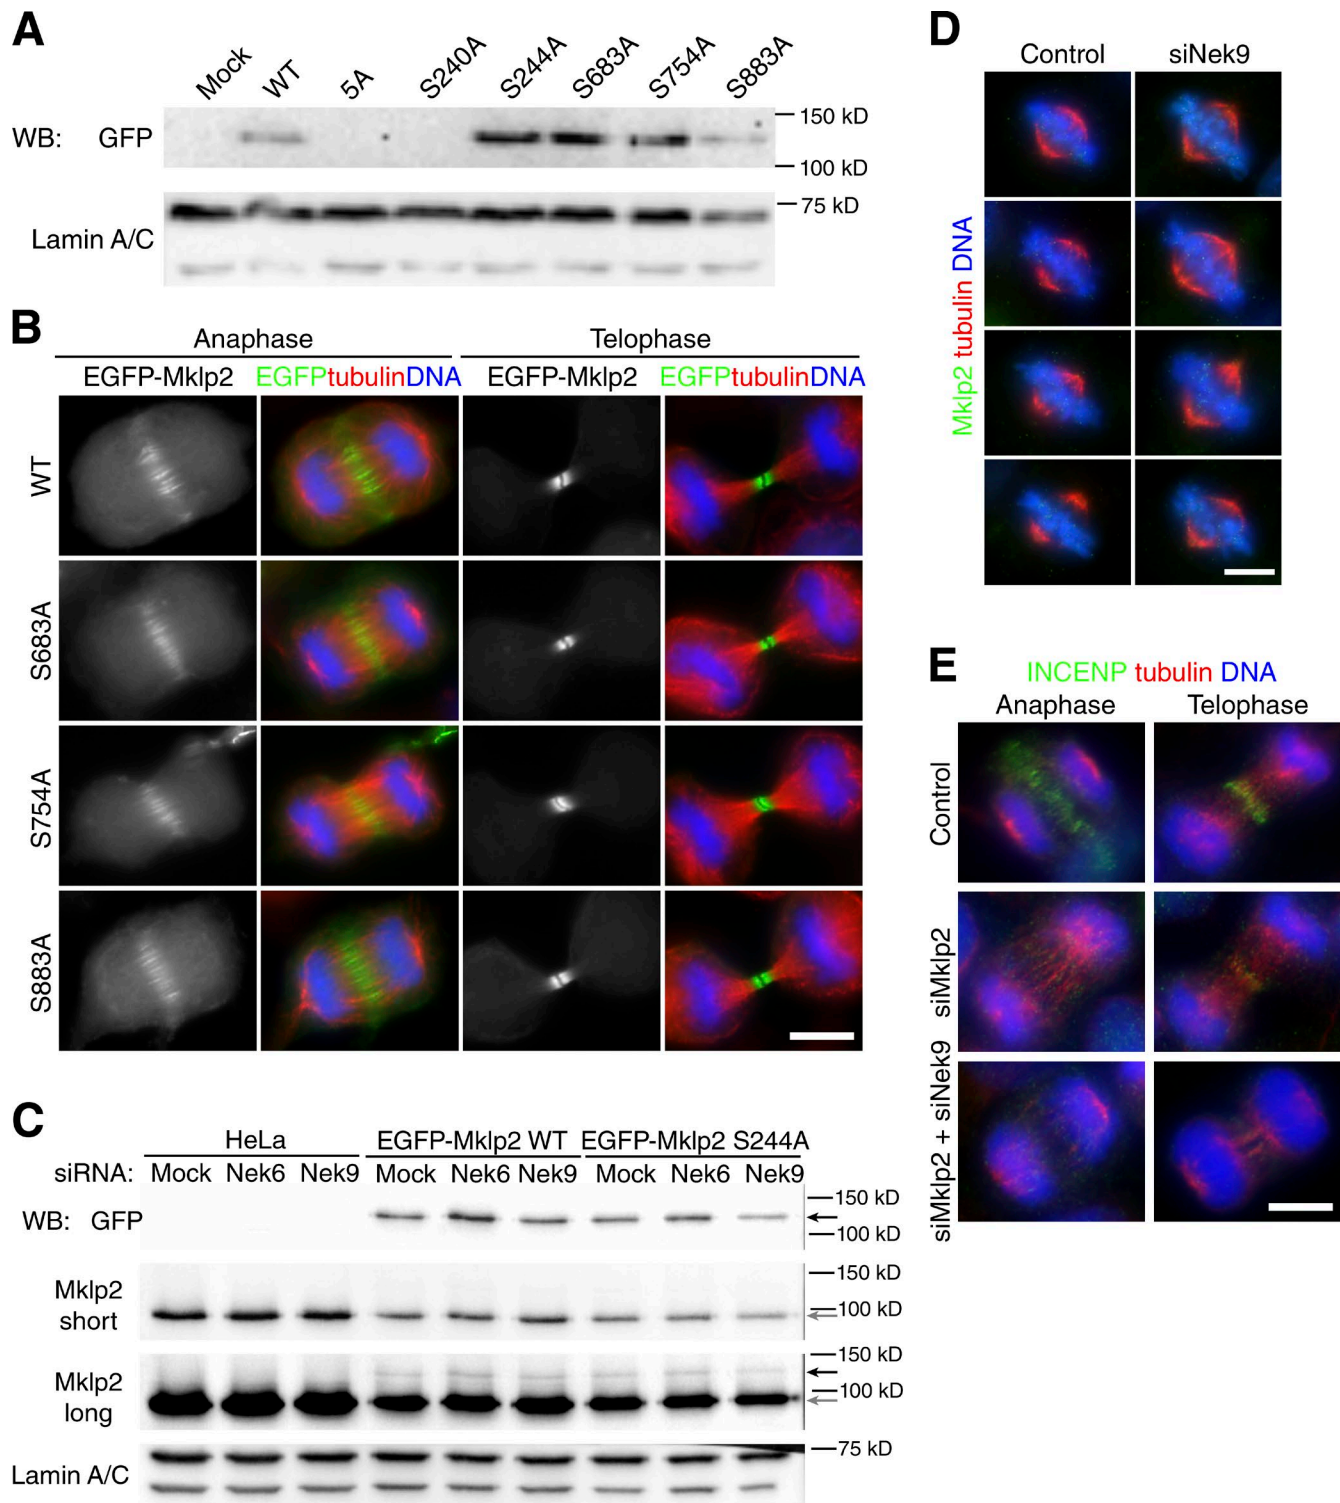 A
Mock WT 5A S240A S244A S683A S754A S883A
WB: GFP
150 kD
100 kD
75 kD
Lamin A/C
B
Anaphase Telophase
EGFP-Mklp2 EGFPtubulinDNA EGFP-Mklp2 EGFPtubulinDNA
WT
S683A
S754A
S883A
C
HeLa EGFP-Mklp2 WT EGFP-Mklp2 S244A
siRNA: Mock Nek6 Nek9 Mock Nek6 Nek9 Mock Nek6 Nek9
WB: GFP
150 kD
100 kD
Mklp2
short
150 kD
100 kD
Mklp2
long
150 kD
100 kD
75 kD
Lamin A/C
D
Control siNek9
Mklp2 tubulin DNA
E
INCENP tubulin DNA
Anaphase Telophase
Control
siMklp2
siMklp2 + siNek9